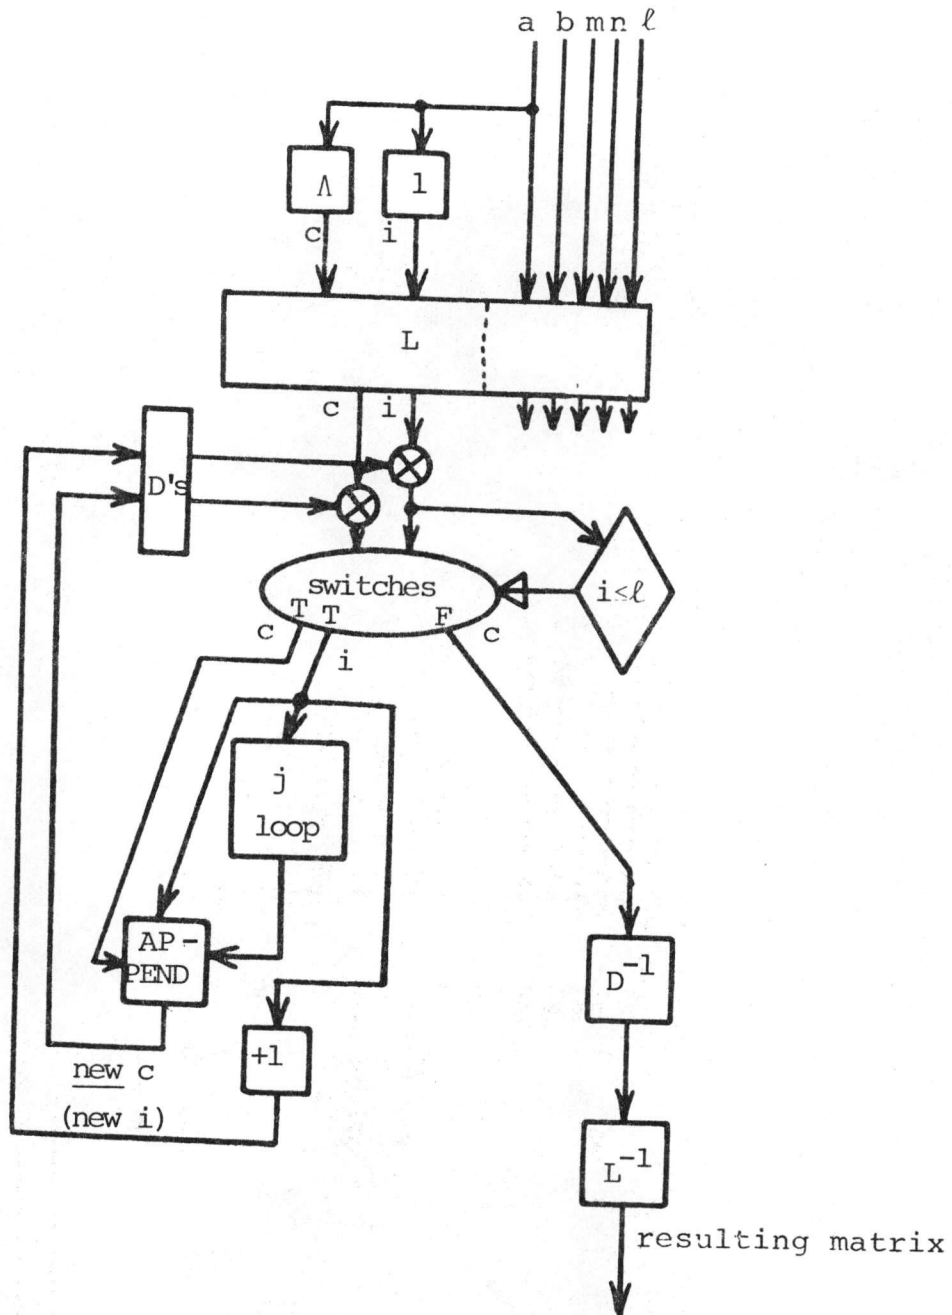 a b m n ℓ
Λ 1
c i
L
c i
D's
switches
i≤ℓ
T T F
c i c
j
loop
AP-
PEND
D⁻¹
+1
new c
(new i)
L⁻¹
resulting matrix